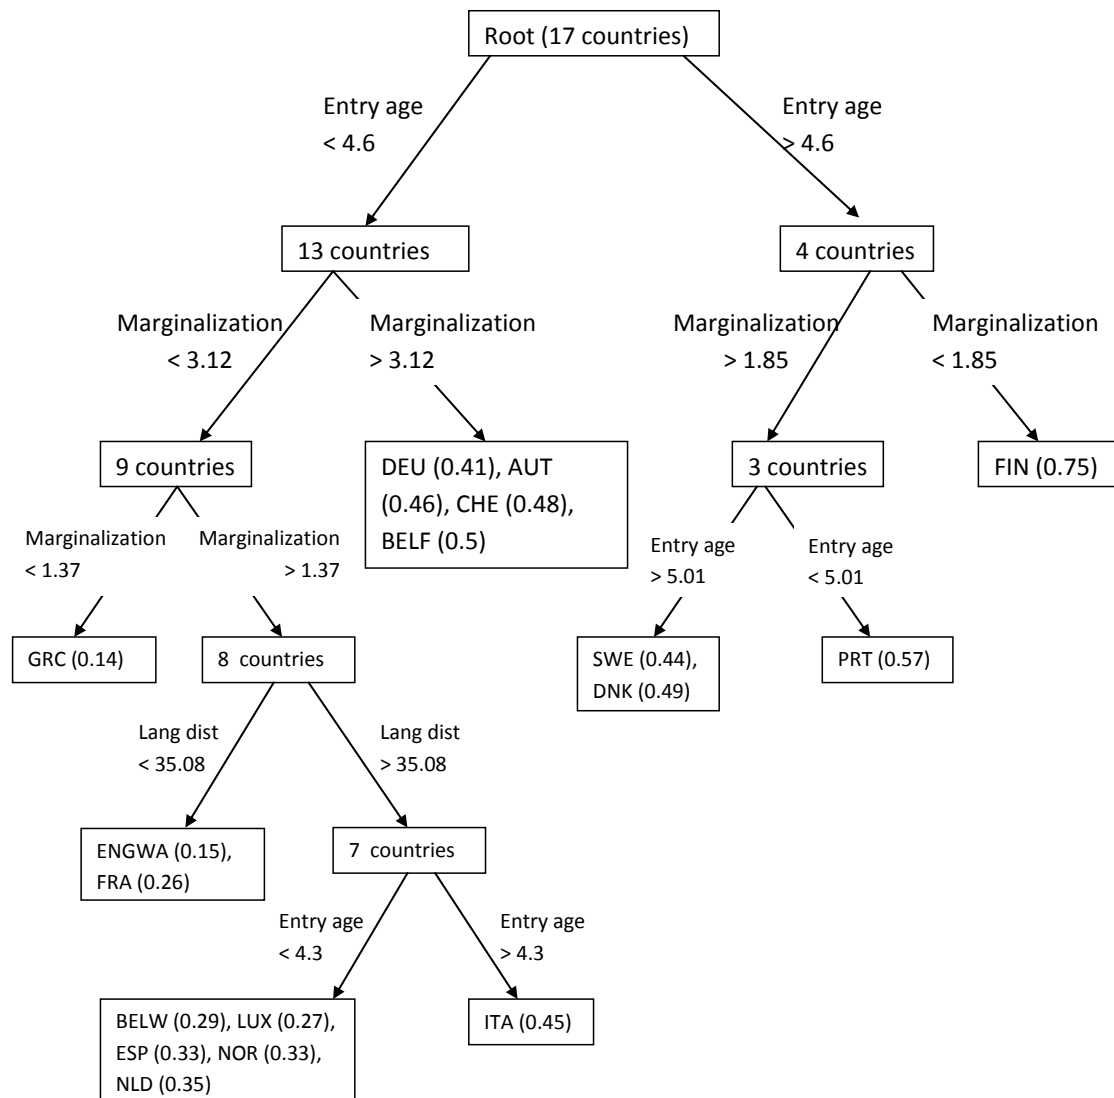 Root (17 countries)
Entry age
< 4.6
Entry age
> 4.6
13 countries
4 countries
Marginalization
< 3.12
Marginalization
> 3.12
Marginalization
> 1.85
Marginalization
< 1.85
9 countries
DEU (0.41), AUT
(0.46), CHE (0.48),
BELF (0.5)
3 countries
FIN (0.75)
Marginalization
< 1.37
Marginalization
> 1.37
Entry age
> 5.01
Entry age
< 5.01
GRC (0.14)
8 countries
SWE (0.44),
DNK (0.49)
PRT (0.57)
Lang dist
< 35.08
Lang dist
> 35.08
ENGWA (0.15),
FRA (0.26)
7 countries
Entry age
< 4.3
Entry age
> 4.3
BELW (0.29), LUX (0.27),
ESP (0.33), NOR (0.33),
NLD (0.35)
ITA (0.45)